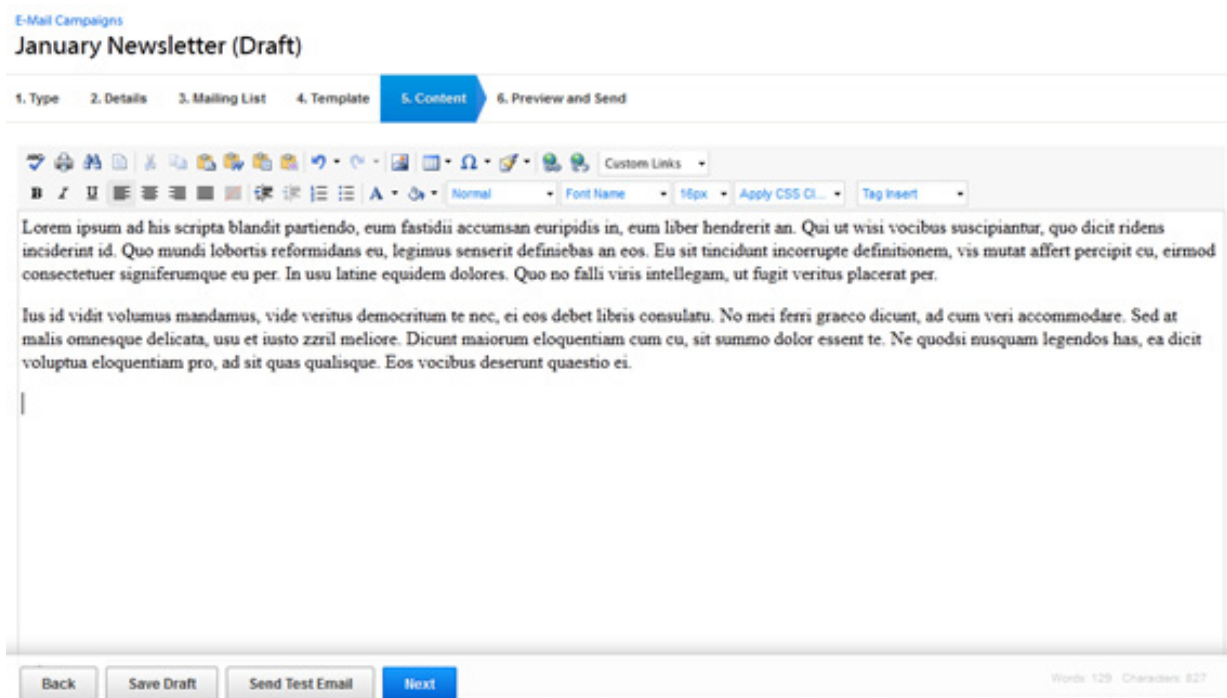 E-Mail Campaigns
January Newsletter (Draft)
1. Type 2. Details 3. Mailing List 4. Template 5. Content 6. Preview and Send
Custom Links
B I U A Normal Font Name 16px Apply CSS Cl... Tag Insert
Lorem ipsum ad his scripta blandit partiendo, eum fastidii accumsan euripidis in, eum liber hendrerit an. Qui ut wisi vocibus suscipiantur, quo dicit ridens
inciderint id. Quo mundi lobortis reformidans eu, legimus senserit definiebas an eos. Eu sit tincidunt incorrupte definitionem, vis mutat affert percipit cu, eirmod
consectetuer signiferumque eu per. In usu latine equidem dolores. Quo no falli viris intellegam, ut fugit veritus placerat per.
Ius id vidit volumus mandamus, vide veritus democritum te nec, ei eos debet libris consulatu. No mei ferri graeco dicunt, ad cum veri accommodare. Sed at
malis omnesque delicata, usu et iusto zzril meliore. Dicunt maiorum eloquentiam cum cu, sit summo dolor essent te. Ne quodsi nusquam legendos has, ea dicit
voluptua eloquentiam pro, ad sit quas qualisque. Eos vocibus deserunt quaestio ei.
Back Save Draft Send Test Email Next Words: 129 Characters: 827